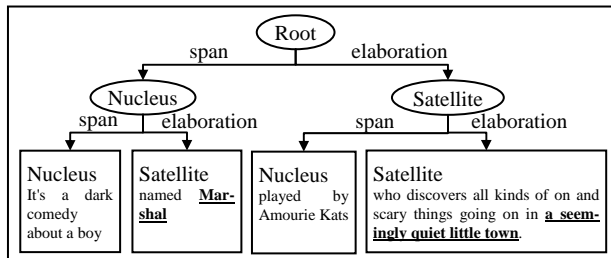 Root
span elaboration
Nucleus Satellite
span elaboration span elaboration
Nucleus
It's a dark
comedy
about a boy
Satellite
named Mar-
shal
Nucleus
played by
Amourie Kats
Satellite
who discovers all kinds of on and
scary things going on in a seem-
ingly quiet little town.